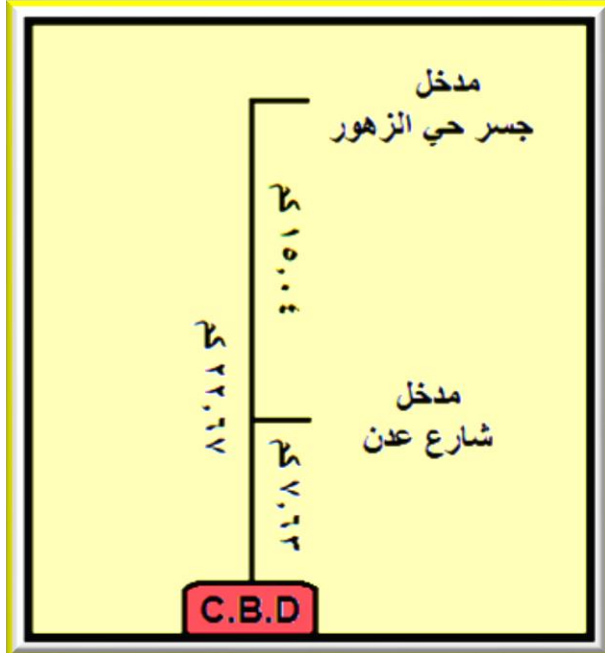 مدخل
جسر حي الزهور
١٥,٠٤ كم
٢٢,٦٧ كم
مدخل
شارع عدن
٧,٦٣ كم
C.B.D